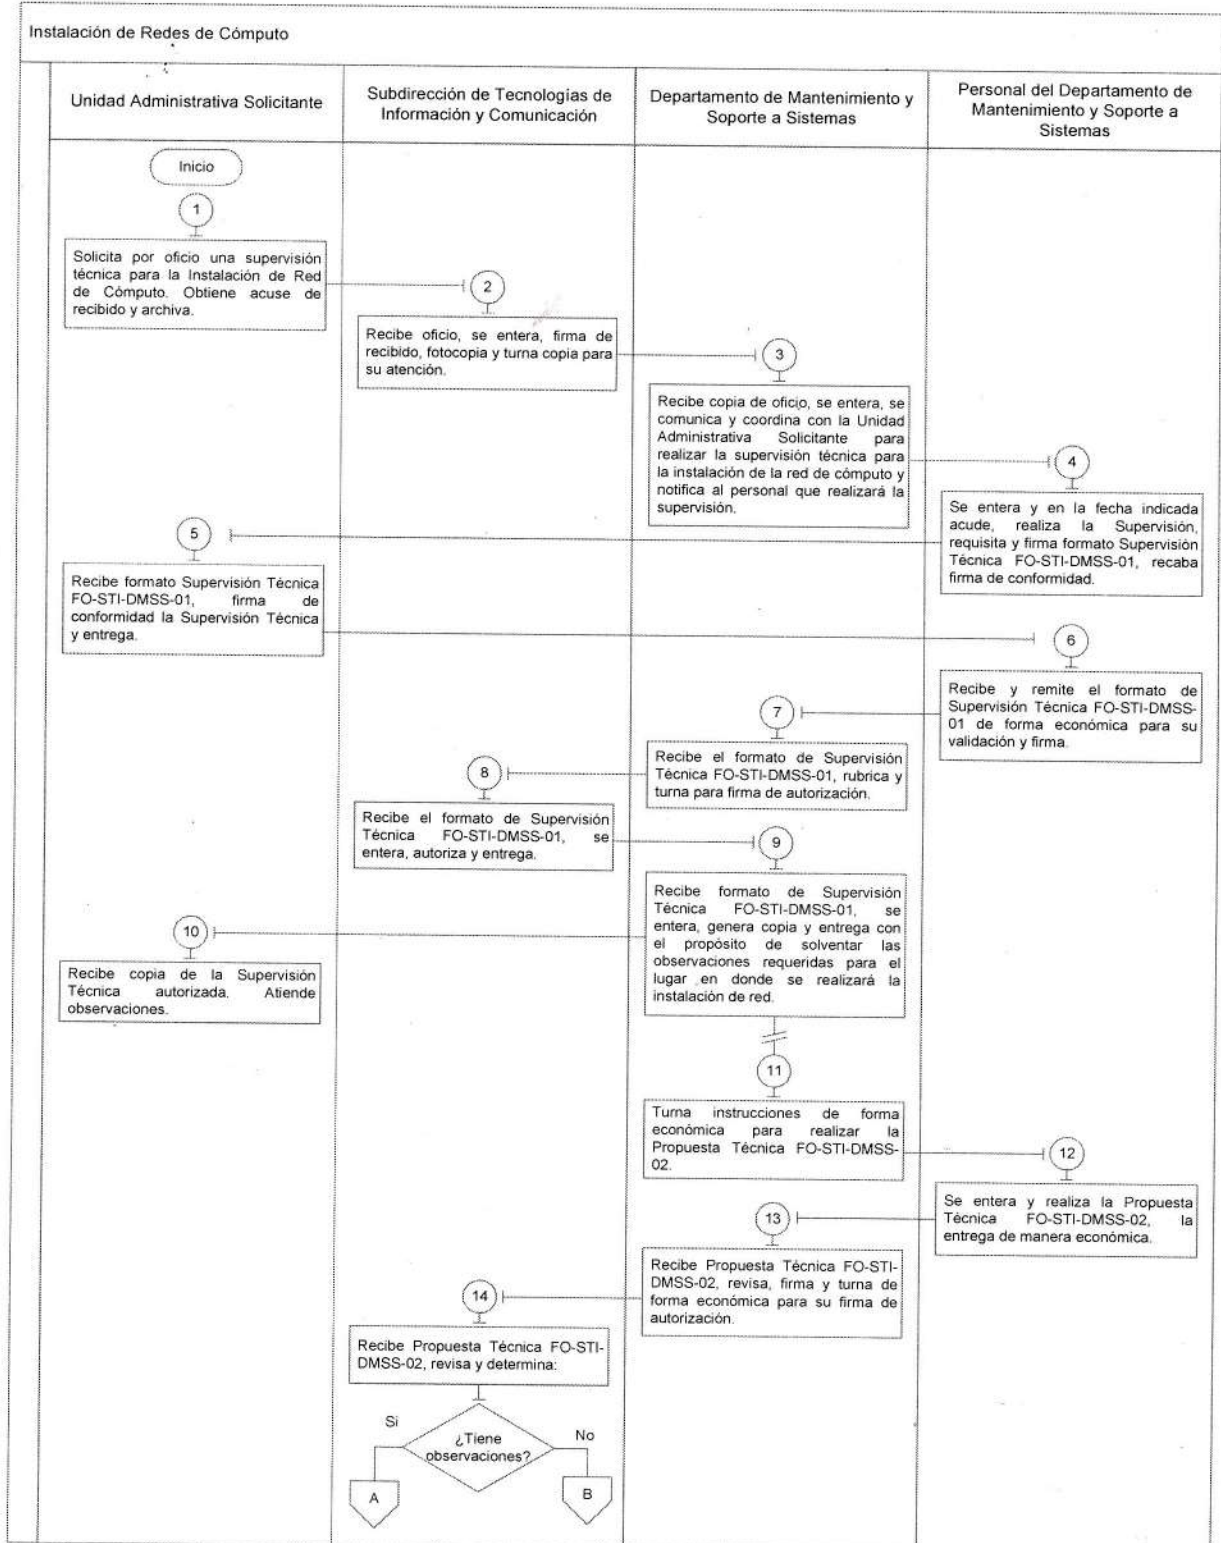 Instalación de Redes de Cómputo
Unidad Administrativa Solicitante
Subdirección de Tecnologías de
Información y Comunicación
Departamento de Mantenimiento y
Soporte a Sistemas
Personal del Departamento de
Mantenimiento y Soporte a
Sistemas
Inicio
1
Solicita por oficio una supervisión
técnica para la Instalación de Red
de Cómputo. Obtiene acuse de
recibido y archiva.
2
Recibe oficio, se entera, firma de
recibido, fotocopia y turna copia para
su atención.
3
Recibe copia de oficio, se entera, se
comunica y coordina con la Unidad
Administrativa Solicitante para
realizar la supervisión técnica para
la instalación de la red de cómputo y
notifica al personal que realizará la
supervisión.
4
Se entera y en la fecha indicada
acude, realiza la Supervisión,
requisita y firma formato Supervisión
Técnica FO-STI-DMSS-01, recaba
firma de conformidad.
5
Recibe formato Supervisión Técnica
FO-STI-DMSS-01, firma de
conformidad la Supervisión Técnica
y entrega.
6
Recibe y remite el formato de
Supervisión Técnica FO-STI-DMSS-
01 de forma económica para su
validación y firma.
7
Recibe el formato de Supervisión
Técnica FO-STI-DMSS-01, rubrica y
turna para firma de autorización.
8
Recibe el formato de Supervisión
Técnica FO-STI-DMSS-01, se
entera, autoriza y entrega.
9
Recibe formato de Supervisión
Técnica FO-STI-DMSS-01, se
entera, genera copia y entrega con
el propósito de solventar las
observaciones requeridas para el
lugar en donde se realizará la
instalación de red.
10
Recibe copia de la Supervisión
Técnica autorizada. Atiende
observaciones.
11
Turna instrucciones de forma
económica para realizar la
Propuesta Técnica FO-STI-DMSS-
02.
12
Se entera y realiza la Propuesta
Técnica FO-STI-DMSS-02, la
entrega de manera económica.
13
Recibe Propuesta Técnica FO-STI-
DMSS-02, revisa, firma y turna de
forma económica para su firma de
autorización.
14
Recibe Propuesta Técnica FO-STI-
DMSS-02, revisa y determina:
Si
¿Tiene
observaciones?
No
A
B